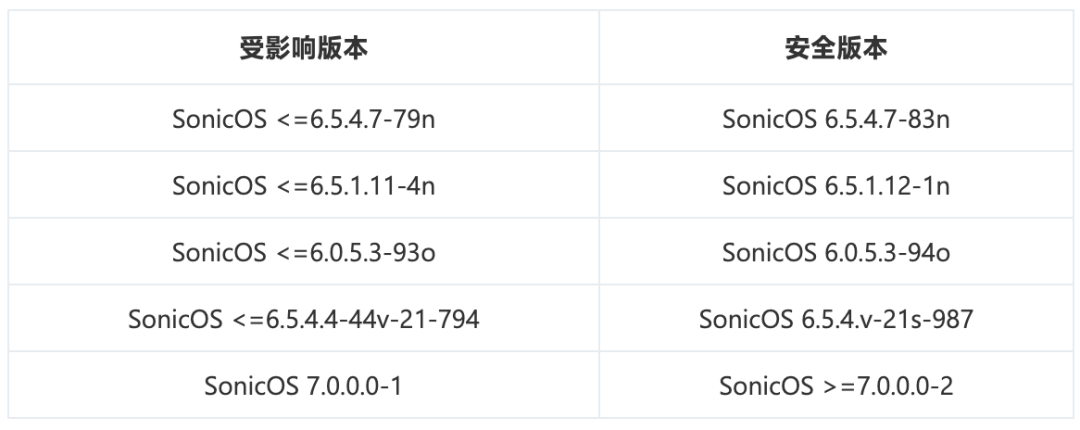 受影响版本 安全版本
SonicOS <=6.5.4.7-79n SonicOS 6.5.4.7-83n
SonicOS <=6.5.1.11-4n SonicOS 6.5.1.12-1n
SonicOS <=6.0.5.3-93o SonicOS 6.0.5.3-94o
SonicOS <=6.5.4.4-44v-21-794 SonicOS 6.5.4.v-21s-987
SonicOS 7.0.0.0-1 SonicOS >=7.0.0.0-2